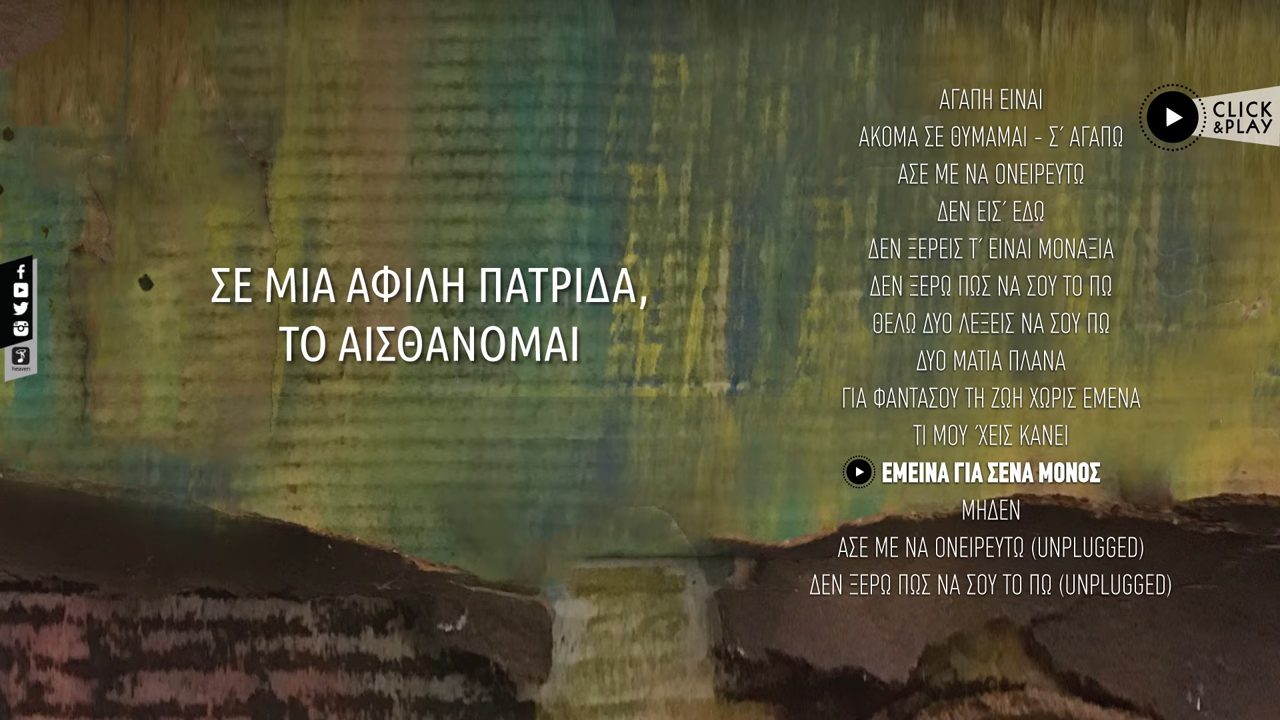 ΣΕ ΜΙΑ ΑΦΙΛΗ ΠΑΤΡΙΔΑ,
ΤΟ ΑΙΣΘΑΝΟΜΑΙ
ΑΓΑΠΗ ΕΙΝΑΙ
ΑΚΟΜΑ ΣΕ ΘΥΜΑΜΑΙ - Σ΄ ΑΓΑΠΩ
ΑΣΕ ΜΕ ΝΑ ΟΝΕΙΡΕΥΤΩ
ΔΕΝ ΕΙΣ΄ ΕΔΩ
ΔΕΝ ΞΕΡΕΙΣ Τ΄ ΕΙΝΑΙ ΜΟΝΑΞΙΑ
ΔΕΝ ΞΕΡΩ ΠΩΣ ΝΑ ΣΟΥ ΤΟ ΠΩ
ΘΕΛΩ ΔΥΟ ΛΕΞΕΙΣ ΝΑ ΣΟΥ ΠΩ
ΔΥΟ ΜΑΤΙΑ ΠΛΑΝΑ
ΓΙΑ ΦΑΝΤΑΣΟΥ ΤΗ ΖΩΗ ΧΩΡΙΣ ΕΜΕΝΑ
ΤΙ ΜΟΥ ΄ΧΕΙΣ ΚΑΝΕΙ
ΕΜΕΙΝΑ ΓΙΑ ΣΕΝΑ ΜΟΝΟΣ
ΜΗΔΕΝ
ΑΣΕ ΜΕ ΝΑ ΟΝΕΙΡΕΥΤΩ (UNPLUGGED)
ΔΕΝ ΞΕΡΩ ΠΩΣ ΝΑ ΣΟΥ ΤΟ ΠΩ (UNPLUGGED)
CLICK
&PLAY
heaven